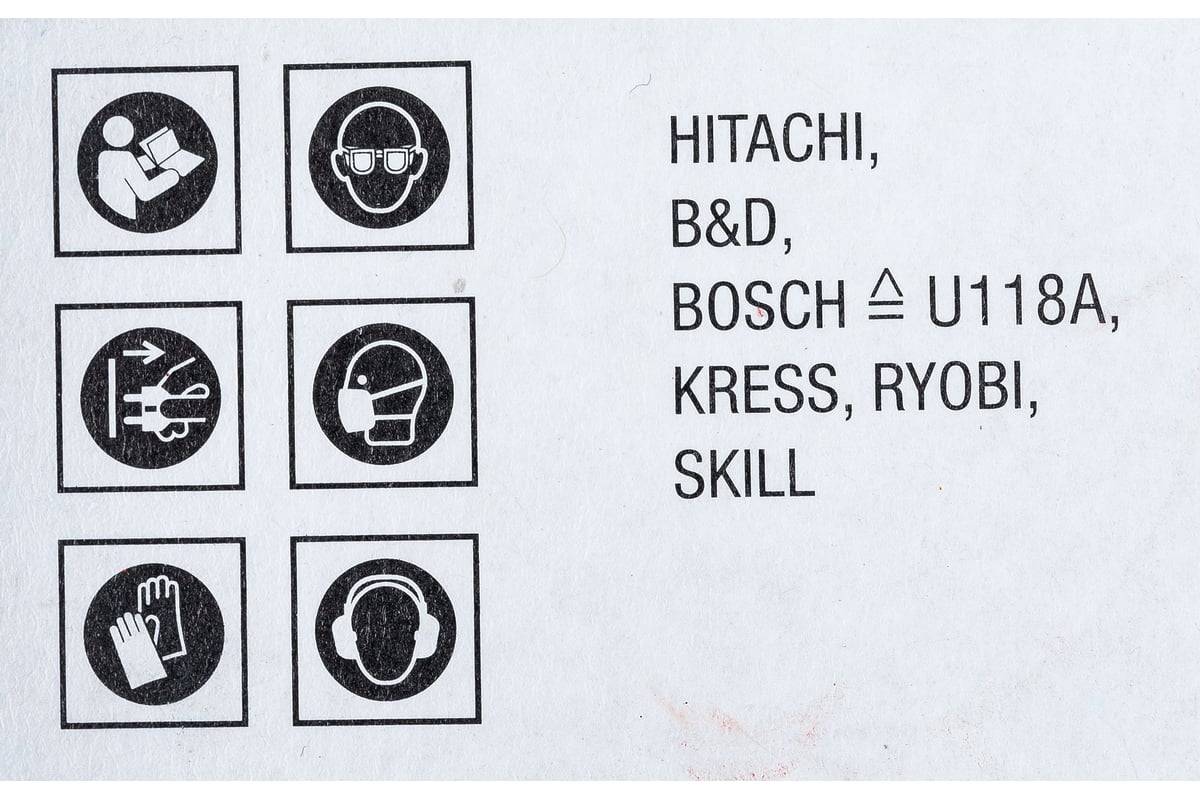 HITACHI,
B&D,
BOSCH ≙ U118A,
KRESS, RYOBI,
SKILL